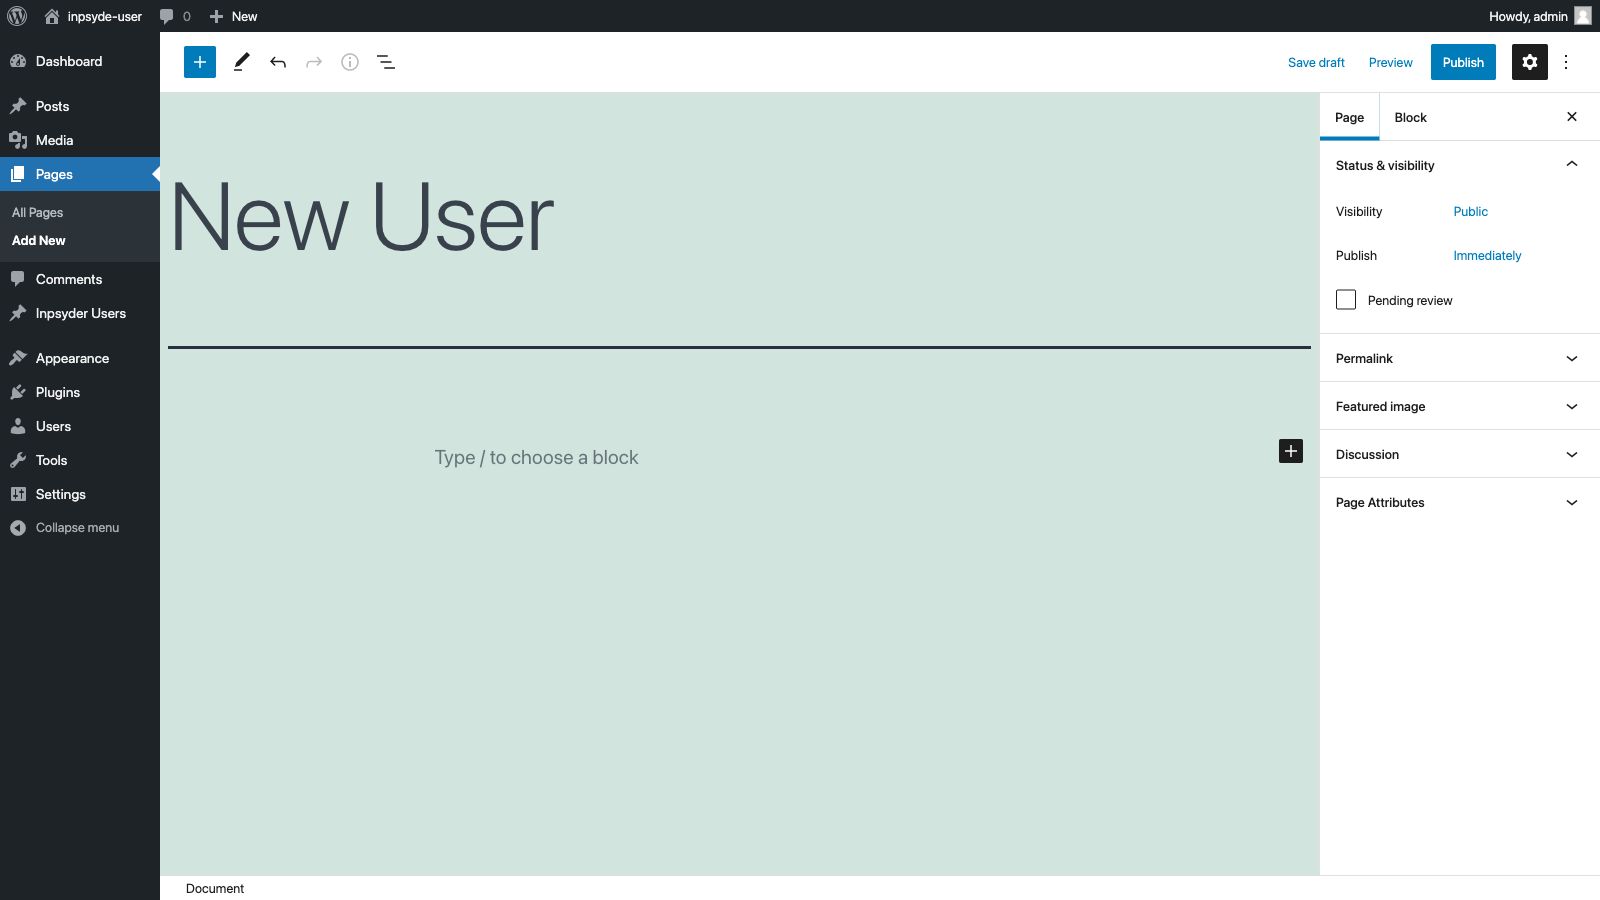 inpsyde-user 0 New Howdy, admin
Dashboard
Posts
Media
Pages
All Pages
Add New
Comments
Inpsyder Users
Appearance
Plugins
Users
Tools
Settings
Collapse menu
Save draft Preview Publish
New User
Type / to choose a block
Page Block
Status & visibility
Visibility Public
Publish Immediately
Pending review
Permalink
Featured image
Discussion
Page Attributes
Document